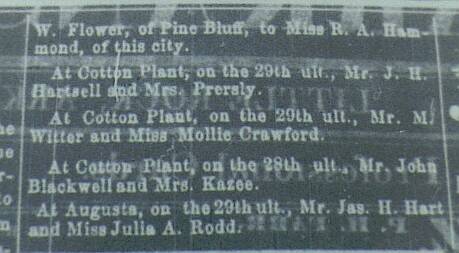 W. Flower, of Pine Bluff, to Miss R. A. Ham-
mond, of this city.
At Cotton Plant, on the 29th ult., Mr. J. H.
Hartsell and Mrs. Prersly.
At Cotton Plant, on the 29th ult., Mr. M.
Witter and Miss Mollie Crawford.
At Cotton Plant, on the 28th ult., Mr. John
Blackwell and Mrs. Kazee.
At Augusta, on the 29th ult., Mr. Jas. H. Hart
and Miss Julia A. Rodd.